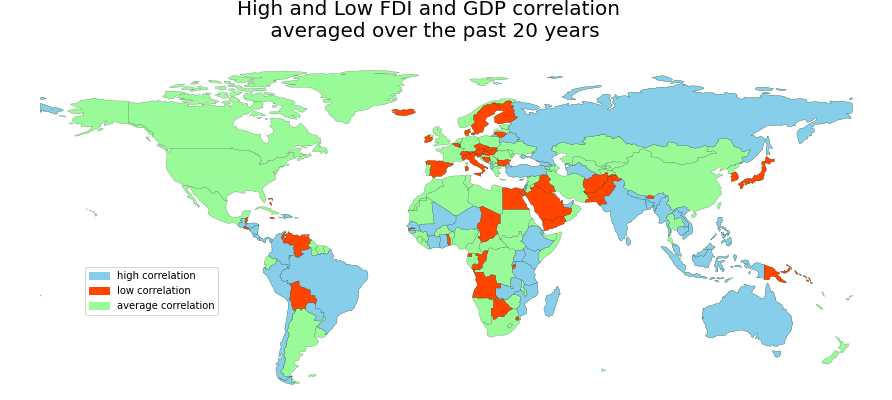 High and Low FDI and GDP correlation
averaged over the past 20 years
high correlation
low correlation
average correlation